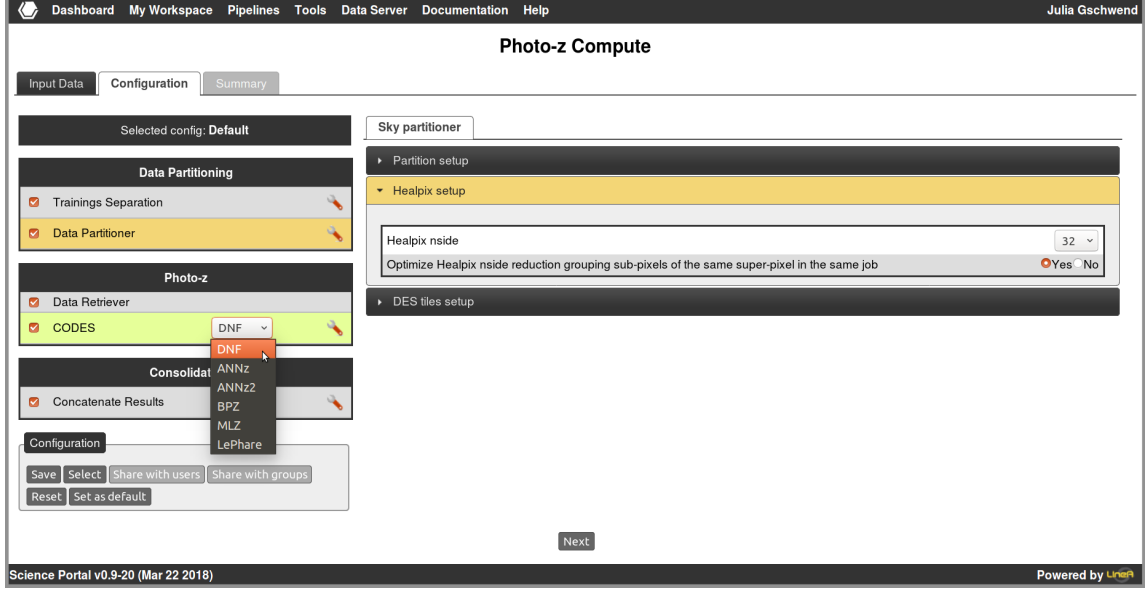 Dashboard My Workspace Pipelines Tools Data Server Documentation Help Julia Gschwend
Photo-z Compute
Input Data Configuration Summary
Selected config: Default
Data Partitioning
Trainings Separation
Data Partitioner
Photo-z
Data Retriever
CODES DNF
DNF
ANNz
ANNz2
BPZ
MLZ
LePhare
Consolidat
Concatenate Results
Configuration
Save Select Share with users Share with groups
Reset Set as default
Sky partitioner
Partition setup
Healpix setup
Healpix nside 32
Optimize Healpix nside reduction grouping sub-pixels of the same super-pixel in the same job Yes No
DES tiles setup
Next
Science Portal v0.9-20 (Mar 22 2018) Powered by LIneA